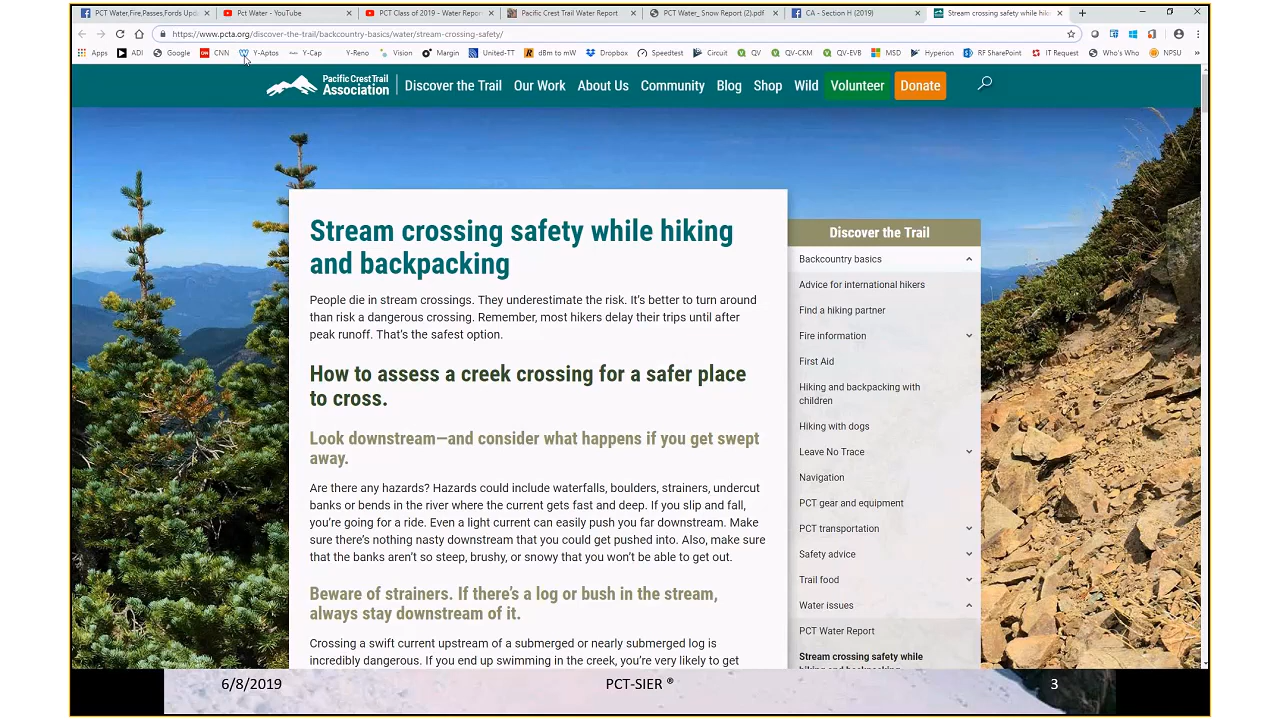 PCT Water,Fire,Passes,Fords Upd
Pct Water - YouTube
PCT Class of 2019 - Water Repor
Pacific Crest Trail Water Report
PCT Water_ Snow Report (2).pdf
CA - Section H (2019)
Stream crossing safety while hik
https://www.pcta.org/discover-the-trail/backcountry-basics/water/stream-crossing-safety/
Apps ADJ Google CNN Y-Aptos Y-Cap Y-Reno Vision Margin United-TT dBm to mW Dropbox Speedtest Circuit QV QV-CKM QV-EVB MSD Hyperion RF SharePoint IT Request Who's Who NPSU »
Pacific Crest Trail
Association
Discover the Trail Our Work About Us Community Blog Shop Wild Volunteer Donate
Stream crossing safety while hiking
and backpacking
People die in stream crossings. They underestimate the risk. It's better to turn around
than risk a dangerous crossing. Remember, most hikers delay their trips until after
peak runoff. That's the safest option.
How to assess a creek crossing for a safer place
to cross.
Look downstream—and consider what happens if you get swept
away.
Are there any hazards? Hazards could include waterfalls, boulders, strainers, undercut
banks or bends in the river where the current gets fast and deep. If you slip and fall,
you're going for a ride. Even a light current can easily push you far downstream. Make
sure there's nothing nasty downstream that you could get pushed into. Also, make sure
that the banks aren't so steep, brushy, or snowy that you won't be able to get out.
Beware of strainers. If there's a log or bush in the stream,
always stay downstream of it.
Crossing a swift current upstream of a submerged or nearly submerged log is
incredibly dangerous. If you end up swimming in the creek, you're very likely to get
Discover the Trail
Backcountry basics
Advice for international hikers
Find a hiking partner
Fire information
First Aid
Hiking and backpacking with
children
Hiking with dogs
Leave No Trace
Navigation
PCT gear and equipment
PCT transportation
Safety advice
Trail food
Water issues
PCT Water Report
Stream crossing safety while
hiking and backpacking
6/8/2019
PCT-SIER ®
3